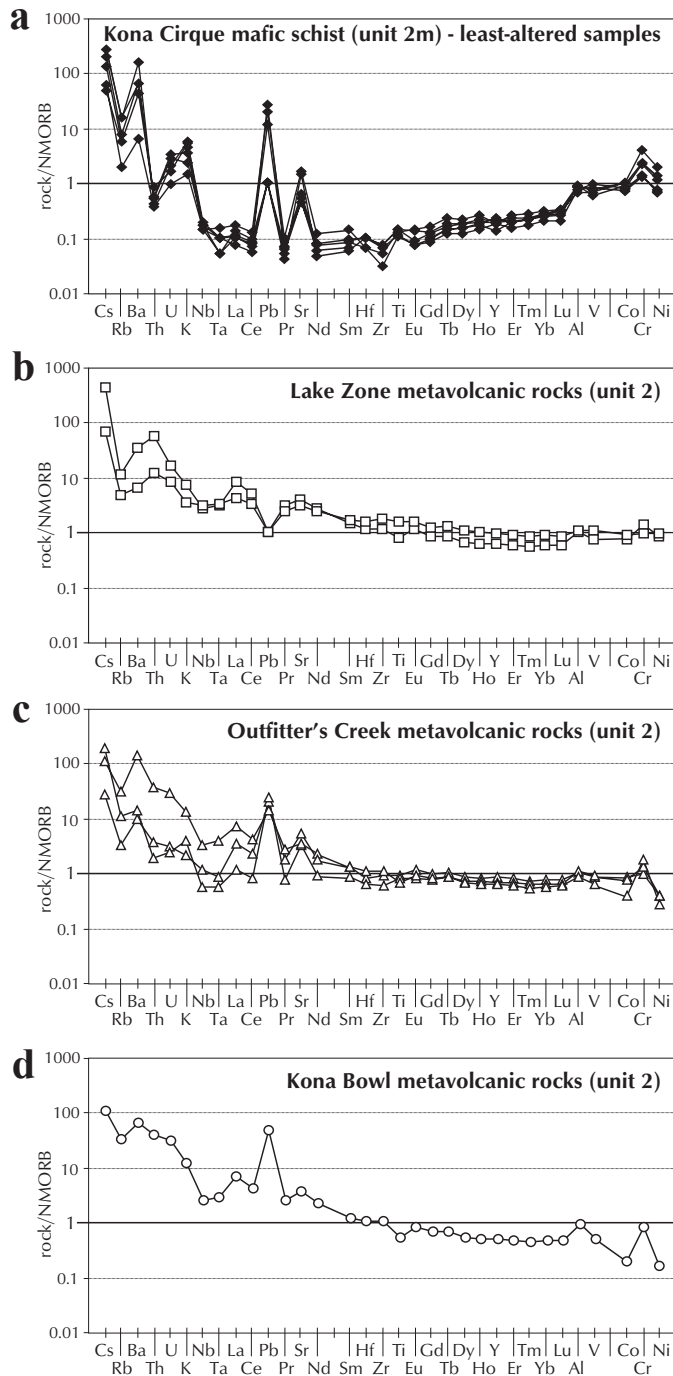 a
Kona Cirque mafic schist (unit 2m) - least-altered samples
rock/NMORB
1000
100
10
1
0.1
0.01
Cs Ba U Nb La Pb Sr Sm Zr Eu Tb Ho Er Yb Al Co Ni
Rb Th K Ta Ce Pr Nd Hf Ti Gd Dy Y Tm Lu V Cr
b
Lake Zone metavolcanic rocks (unit 2)
rock/NMORB
1000
100
10
1
0.1
0.01
Cs Ba U Nb La Pb Sr Hf Ti Gd Dy Y Tm Lu V Co Ni
Rb Th K Ta Ce Pr Nd Sm Zr Eu Tb Ho Er Yb Al Cr
c
Outfitter's Creek metavolcanic rocks (unit 2)
rock/NMORB
1000
100
10
1
0.1
0.01
Cs Ba U Nb La Pb Sr Hf Ti Gd Dy Y Tm Lu V Co Ni
Rb Th K Ta Ce Pr Nd Sm Zr Eu Tb Ho Er Yb Al Cr
d
Kona Bowl metavolcanic rocks (unit 2)
rock/NMORB
1000
100
10
1
0.1
0.01
Cs Ba U Nb La Pb Sr Hf Ti Gd Dy Y Tm Lu V Co Ni
Rb Th K Ta Ce Pr Nd Sm Zr Eu Tb Ho Er Yb Al Cr